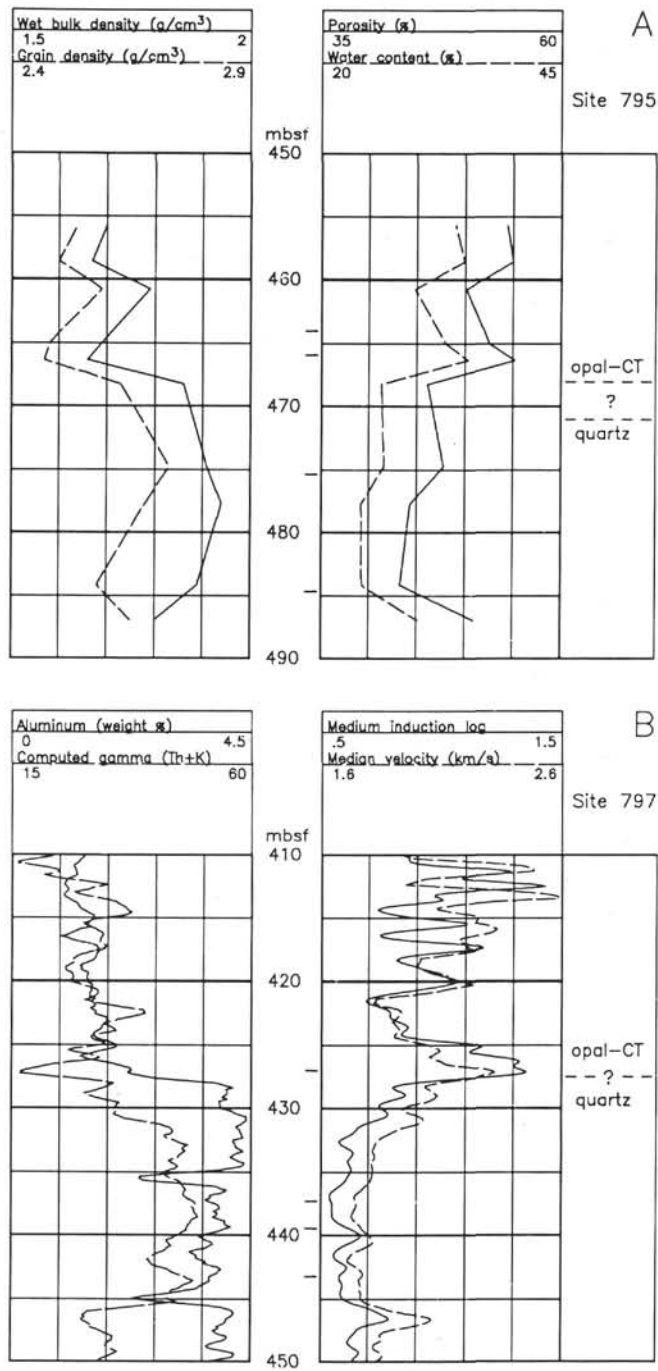 Wet bulk density (g/cm³)
1.5 2
Grain density (g/cm³)
2.4 2.9
Porosity (%)
35 60
Water content (%)
20 45
A
Site 795
mbsf
450
460
470
480
490
opal-CT
?
quartz
Aluminum (weight %)
0 4.5
Computed gamma (Th+K)
15 60
Medium induction log
.5 1.5
Median velocity (km/s)
1.6 2.6
B
Site 797
mbsf
410
420
430
440
450
opal-CT
?
quartz